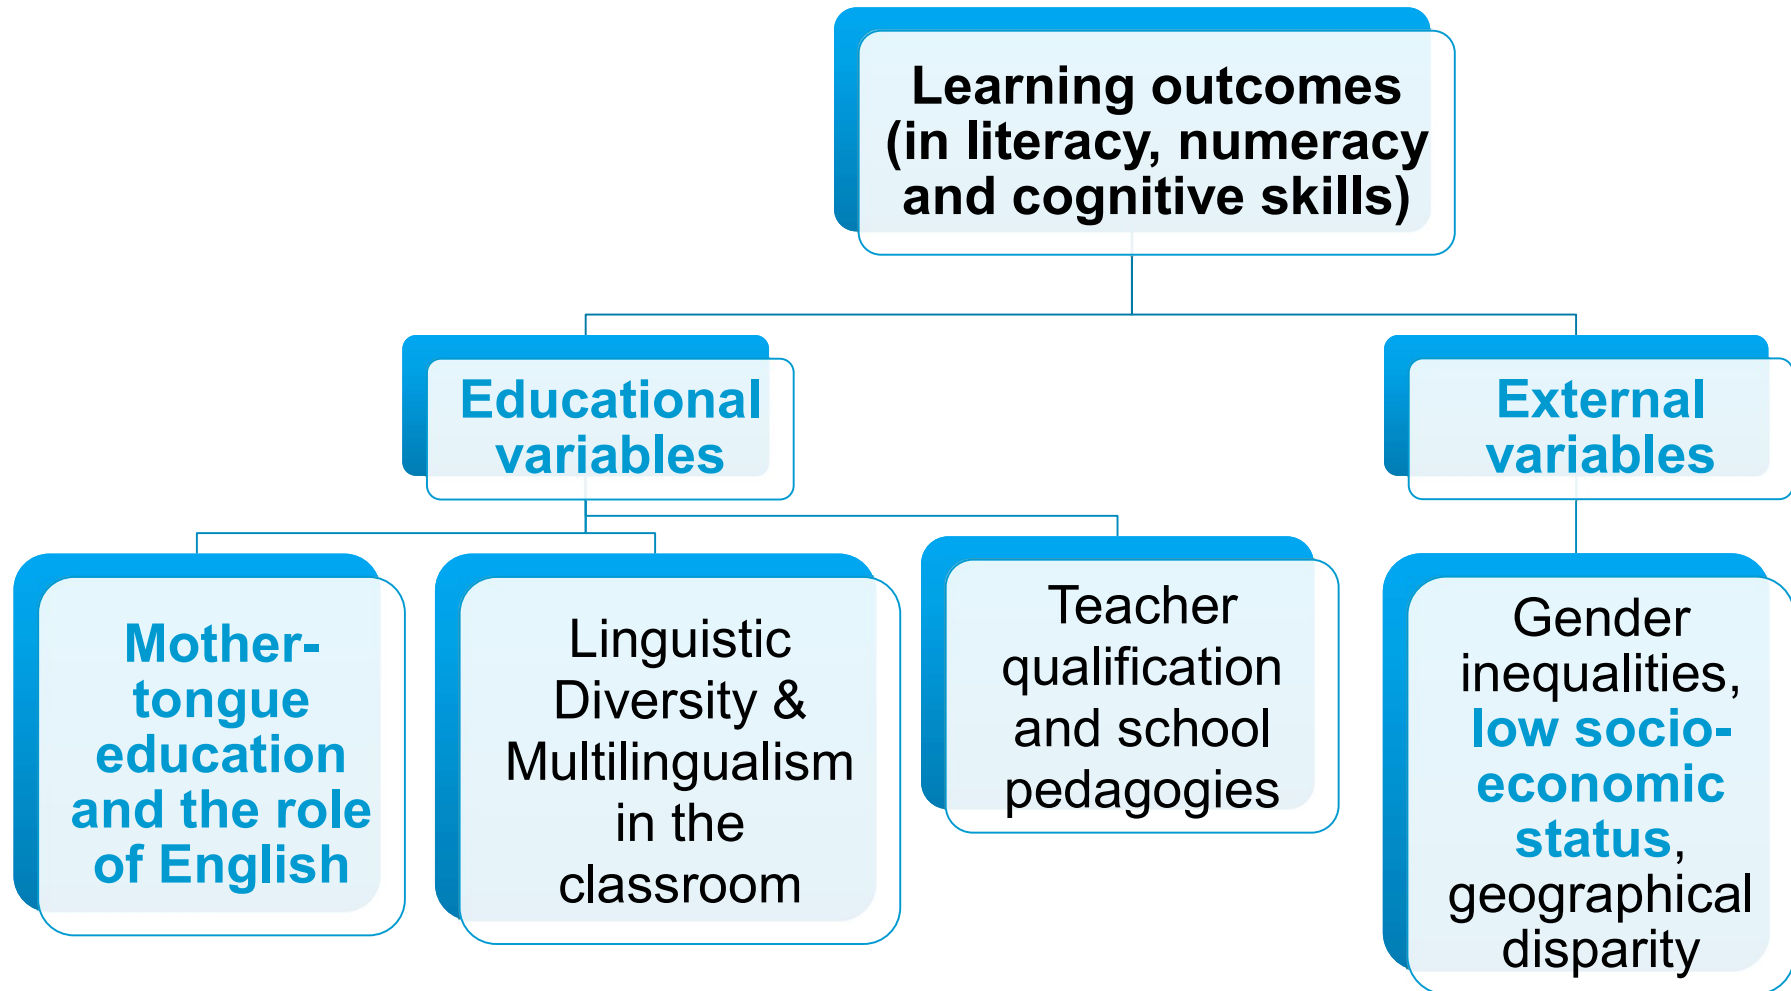 Learning outcomes
(in literacy, numeracy
and cognitive skills)
Educational
variables
External
variables
Mother-
tongue
education
and the role
of English
Linguistic
Diversity &
Multilingualism
in the
classroom
Teacher
qualification
and school
pedagogies
Gender
inequalities,
low socio-
economic
status,
geographical
disparity